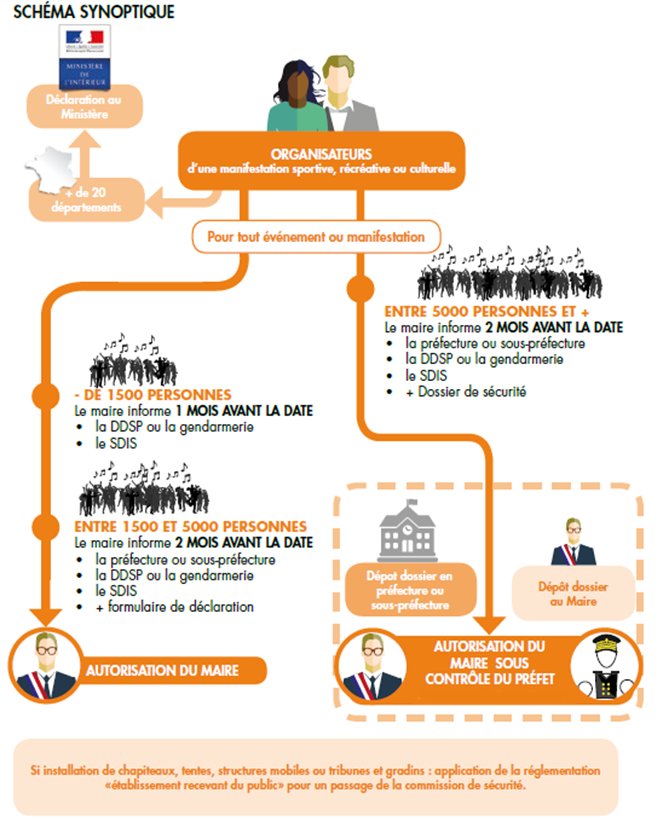 SCHÉMA SYNOPTIQUE
MINISTÈRE
DE
L'INTÉRIEUR
Déclaration au
Ministère
+ de 20
départements
ORGANISATEURS
d'une manifestation sportive, récréative ou culturelle
Pour tout événement ou manifestation
- DE 1500 PERSONNES
Le maire informe 1 MOIS AVANT LA DATE
• la DDSP ou la gendarmerie
• le SDIS
ENTRE 1500 ET 5000 PERSONNES
Le maire informe 2 MOIS AVANT LA DATE
• la préfecture ou sous-préfecture
• la DDSP ou la gendarmerie
• le SDIS
• + formulaire de déclaration
AUTORISATION DU MAIRE
ENTRE 5000 PERSONNES ET +
Le maire informe 2 MOIS AVANT LA DATE
• la préfecture ou sous-préfecture
• la DDSP ou la gendarmerie
• le SDIS
• + Dossier de sécurité
Dépot dossier en
préfecture ou
sous-préfecture
Dépôt dossier
au Maire
AUTORISATION DU
MAIRE SOUS
CONTRÔLE DU PRÉFET
Si installation de chapiteaux, tentes, structures mobiles ou tribunes et gradins : application de la réglementation
«établissement recevant du public» pour un passage de la commission de sécurité.